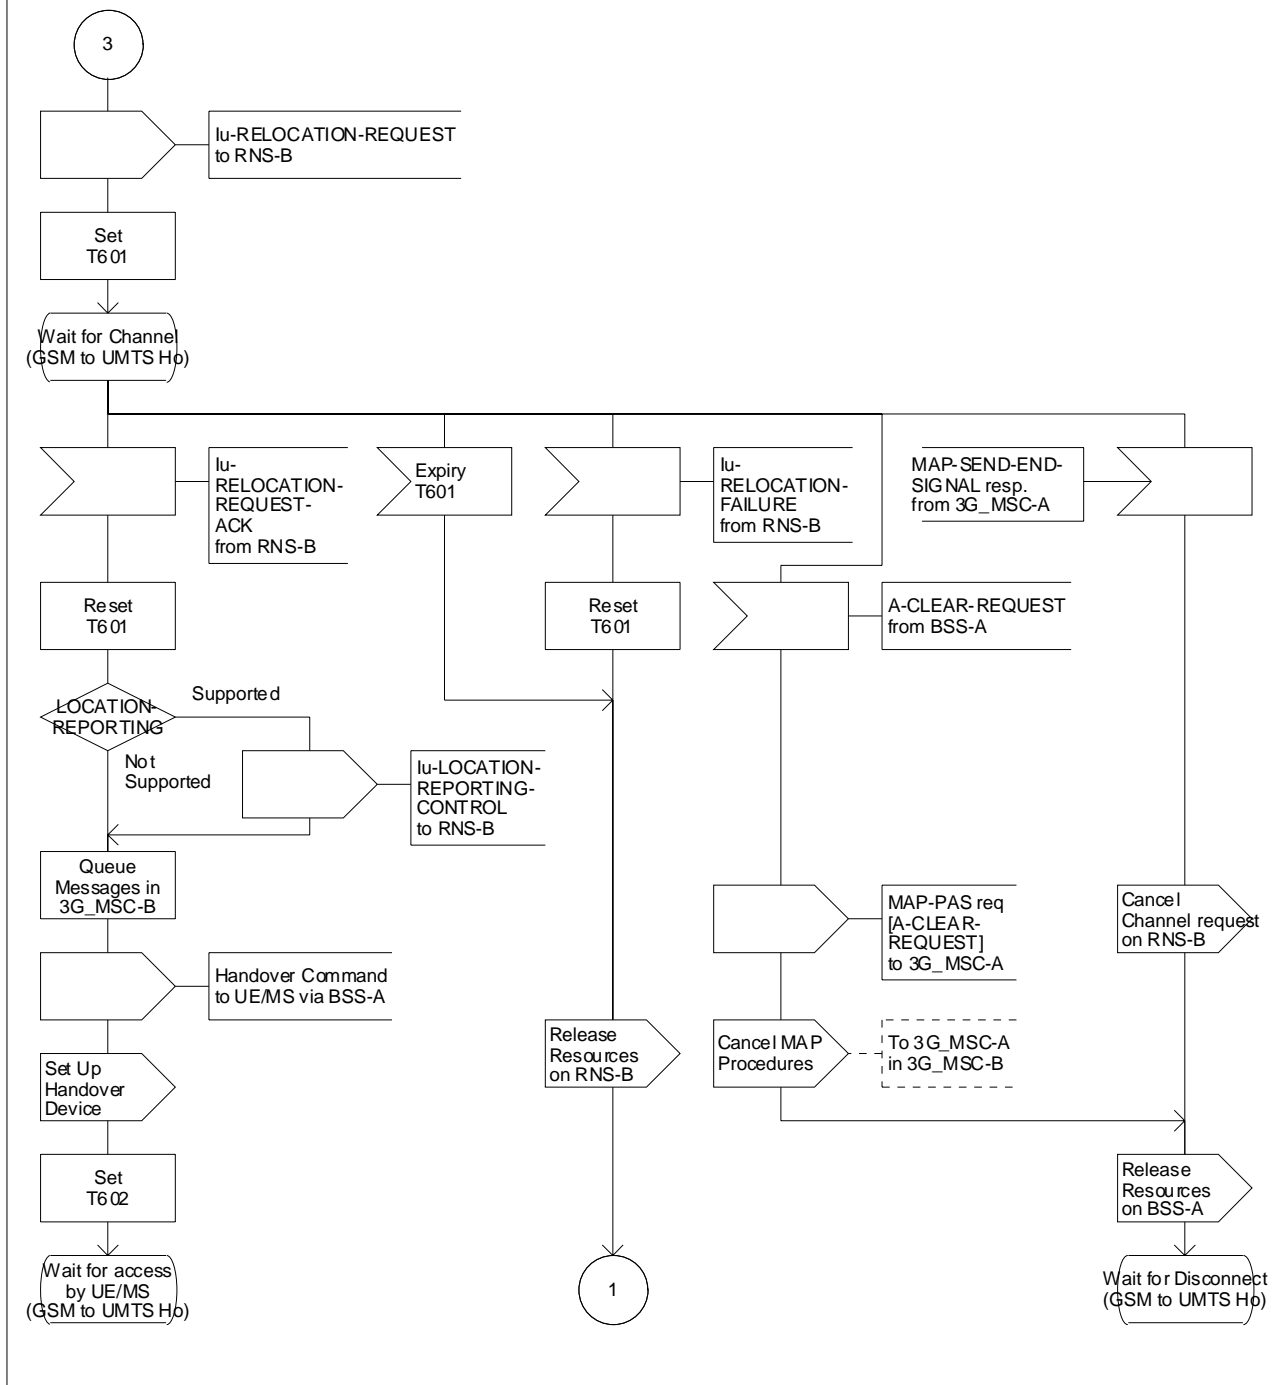 3
Iu-RELOCATION-REQUEST
to RNS-B
Set
T601
Wait for Channel
(GSM to UMTS Ho)
Iu-
RELOCATION-
REQUEST-
ACK
from RNS-B
Expiry
T601
Iu-
RELOCATION-
FAILURE
from RNS-B
MAP-SEND-END-
SIGNAL resp.
from 3G_MSC-A
Reset
T601
Reset
T601
A-CLEAR-REQUEST
from BSS-A
LOCATION-
REPORTING
Supported
Not
Supported
Iu-LOCATION-
REPORTING-
CONTROL
to RNS-B
Queue
Messages in
3G_MSC-B
MAP-PAS req
[A-CLEAR-
REQUEST]
to 3G_MSC-A
Cancel
Channel request
on RNS-B
Handover Command
to UE/MS via BSS-A
Release
Resources
on RNS-B
Cancel MAP
Procedures
To 3G_MSC-A
in 3G_MSC-B
Set Up
Handover
Device
Set
T602
Release
Resources
on BSS-A
Wait for access
by UE/MS
(GSM to UMTS Ho)
1
Wait for Disconnect
(GSM to UMTS Ho)